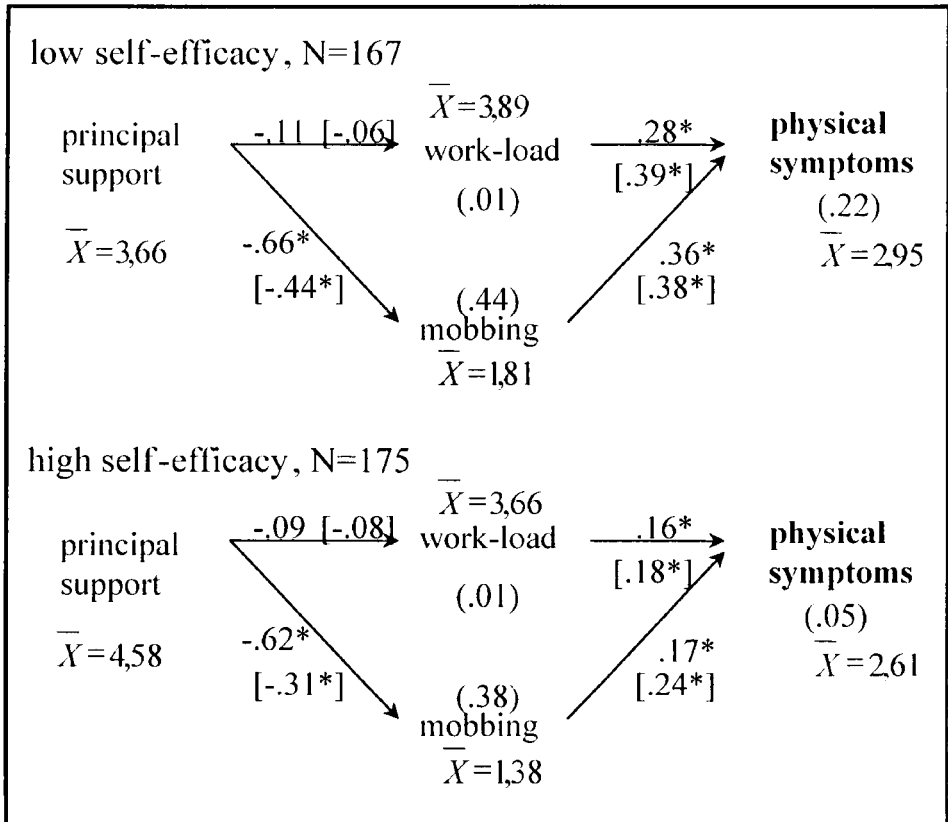 low self-efficacy, N=167
X̄=3,89
principal support
-.11 [-.06]
work-load
(.01)
.28*
[.39*]
physical symptoms
(.22)
X̄=2,95
X̄=3,66
-.66*
[-.44*]
.36*
[.38*]
(.44)
mobbing
X̄=1,81
high self-efficacy, N=175
X̄=3,66
principal support
-.09 [-.08]
work-load
(.01)
.16*
[.18*]
physical symptoms
(.05)
X̄=2,61
X̄=4,58
-.62*
[-.31*]
.17*
[.24*]
(.38)
mobbing
X̄=1,38